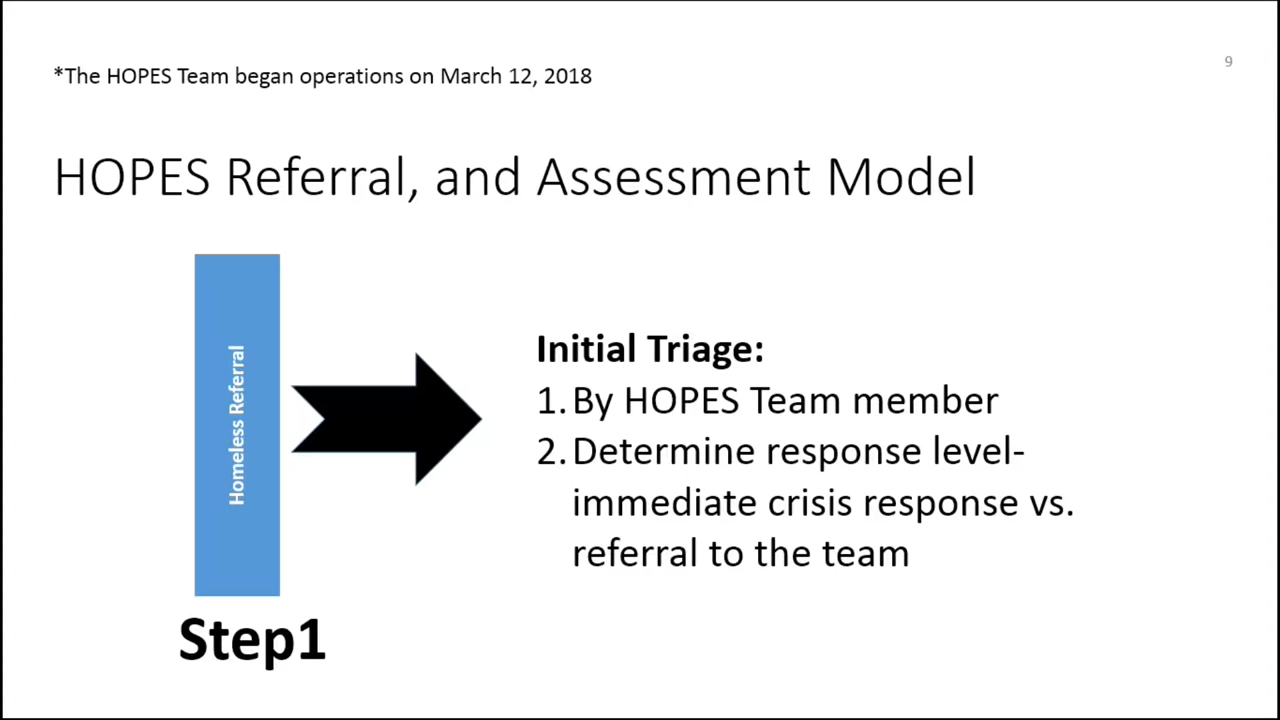 *The HOPES Team began operations on March 12, 2018
9
HOPES Referral, and Assessment Model
Homeless Referral
Initial Triage:
1. By HOPES Team member
2. Determine response level-
immediate crisis response vs.
referral to the team
Step1